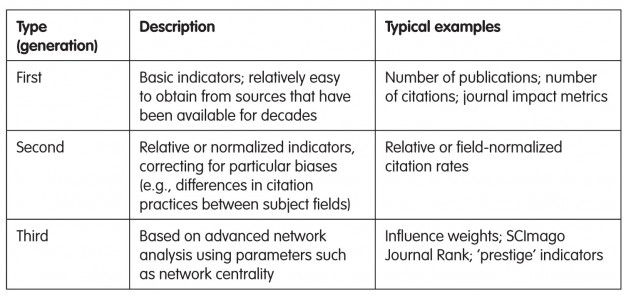 Type
(generation)
Description
Typical examples
First
Basic indicators; relatively easy
to obtain from sources that have
been available for decades
Number of publications; number
of citations; journal impact metrics
Second
Relative or normalized indicators,
correcting for particular biases
(e.g., differences in citation
practices between subject fields)
Relative or field-normalized
citation rates
Third
Based on advanced network
analysis using parameters such
as network centrality
Influence weights; SCImago
Journal Rank; ‘prestige’ indicators